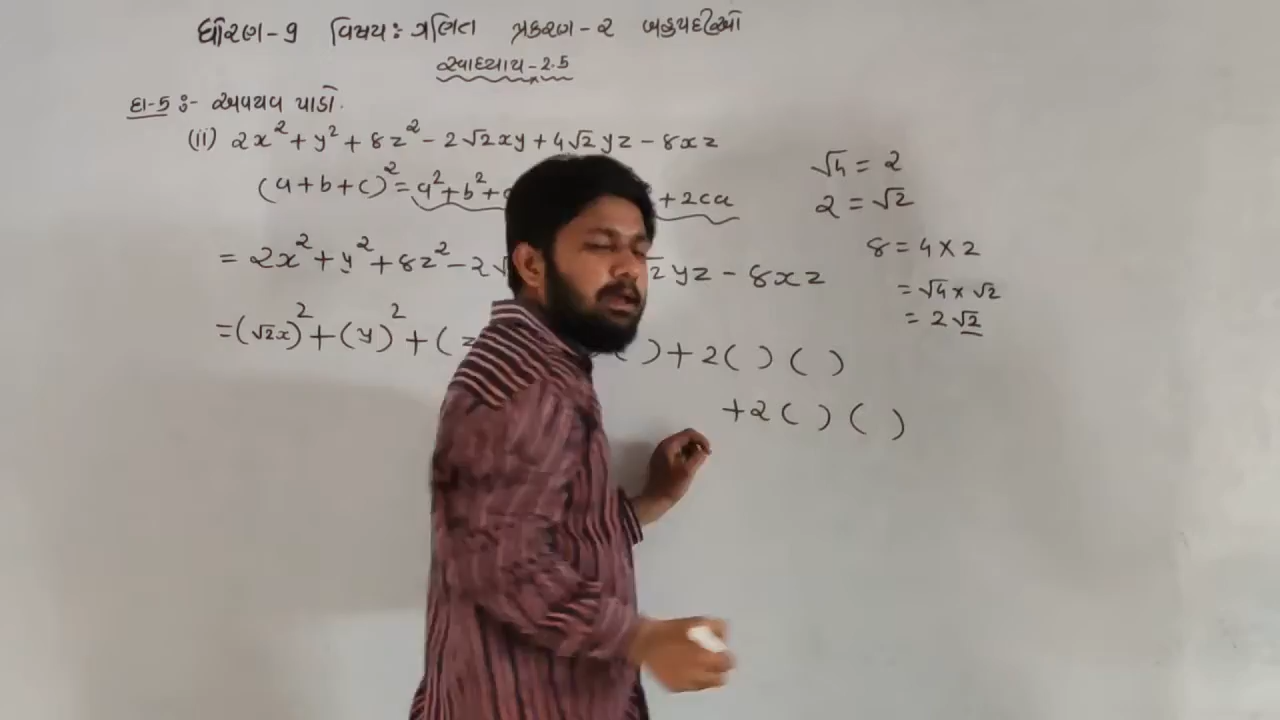 ધોરણ-9 વિષય: ગણિત પ્રકરણ-2 બહુપદીઓ
સ્વાધ્યાય-2.5
દા-5 :- અવયવ પાડો.
(ii) 2x² + y² + 8z² - 2√2xy + 4√2yz - 8xz
(a+b+c)² = a² + b² + + 2ca
= 2x² + y² + 8z² - 2√ 2yz - 8xz
= (√2x)² + (y)² + ( ) + 2( ) ( )
+ 2( ) ( )
√4 = 2
2 = √2
8 = 4 × 2
= √4 × √2
= 2√2